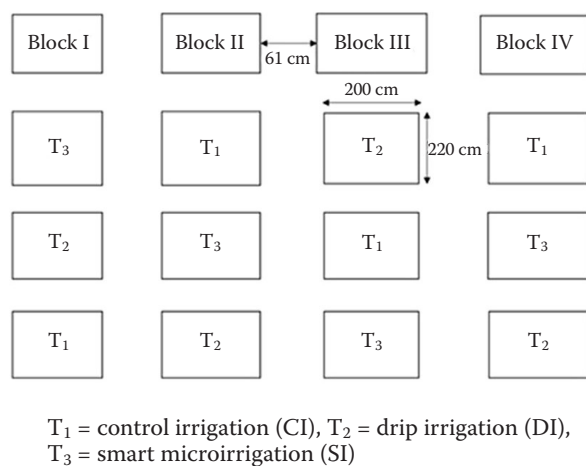 Block I Block II Block III Block IV
61 cm
200 cm
T₃ T₁ T₂ 220 cm T₁
T₂ T₃ T₁ T₃
T₁ T₂ T₃ T₂
T₁ = control irrigation (CI), T₂ = drip irrigation (DI),
T₃ = smart microirrigation (SI)